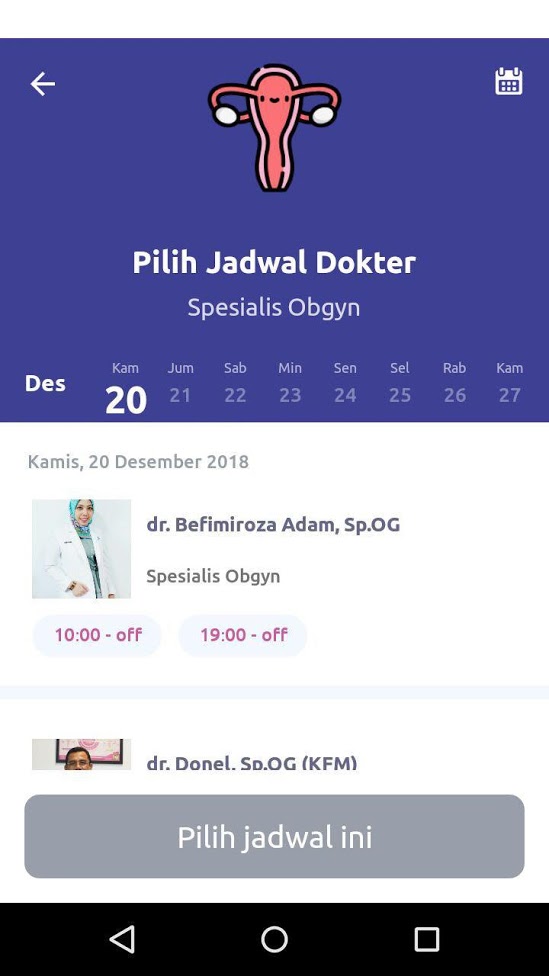 Pilih Jadwal Dokter
Spesialis Obgyn
Des
Kam Jum Sab Min Sen Sel Rab Kam
20 21 22 23 24 25 26 27
Kamis, 20 Desember 2018
dr. Befimiroza Adam, Sp.OG
Spesialis Obgyn
10:00 - off 19:00 - off
dr. Donel, Sp.OG (KFM)
Pilih jadwal ini